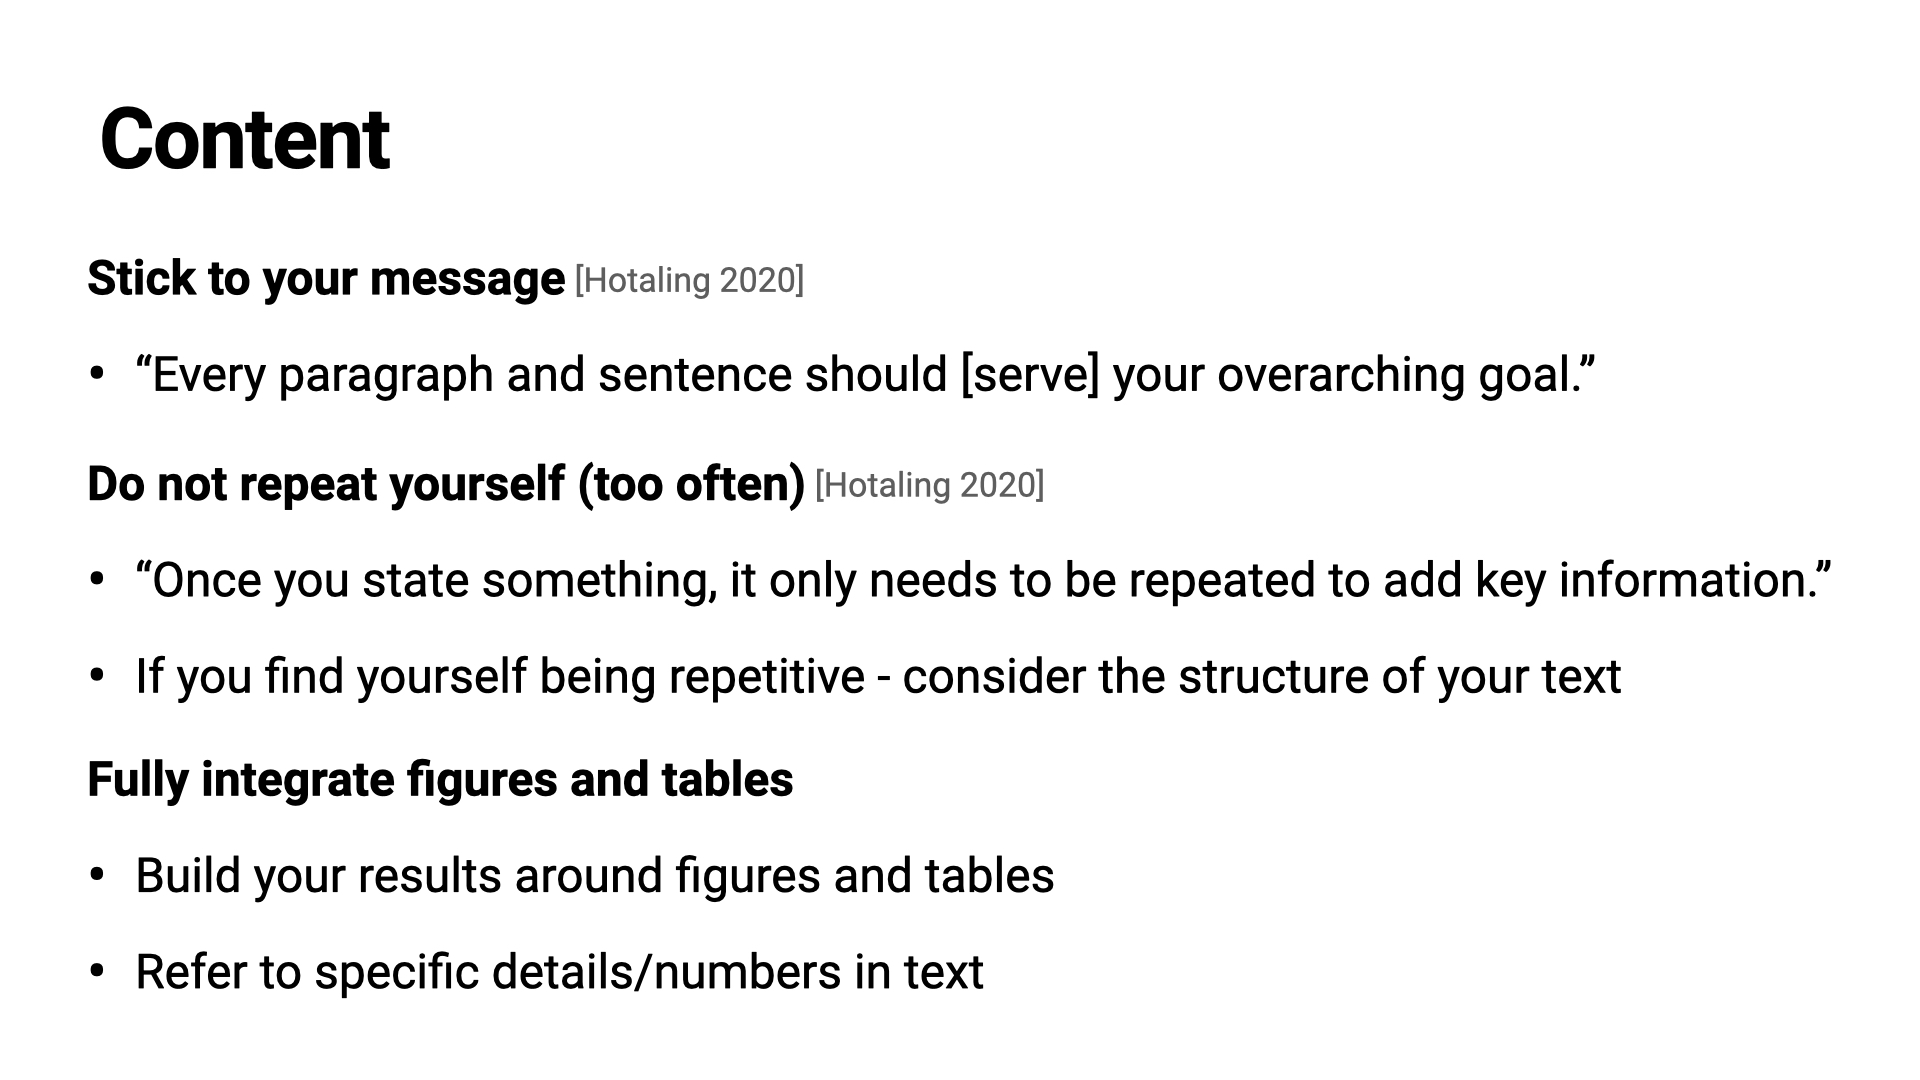 Content
Stick to your message [Hotaling 2020]
• “Every paragraph and sentence should [serve] your overarching goal.”
Do not repeat yourself (too often) [Hotaling 2020]
• “Once you state something, it only needs to be repeated to add key information.”
• If you find yourself being repetitive - consider the structure of your text
Fully integrate figures and tables
• Build your results around figures and tables
• Refer to specific details/numbers in text